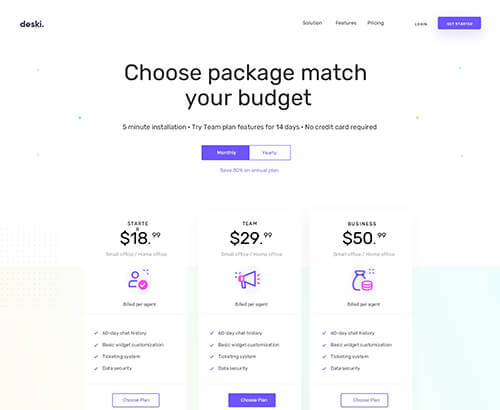 deski.
Solution Features Pricing LOGIN GET STARTED
Choose package match
your budget
5 minute installation • Try Team plan features for 14 days • No credit card required
Monthly Yearly
Save 30% on annual plan
STARTE
R
$18.99
Small office / Home office
Billed per agent
60-day chat history
Basic widget customization
Ticketing system
Data security
Choose Plan
TEAM
$29.99
Small office / Home office
Billed per agent
60-day chat history
Basic widget customization
Ticketing system
Data security
Choose Plan
BUSINESS
$50.99
Small office / Home office
Billed per agent
60-day chat history
Basic widget customization
Ticketing system
Data security
Choose Plan